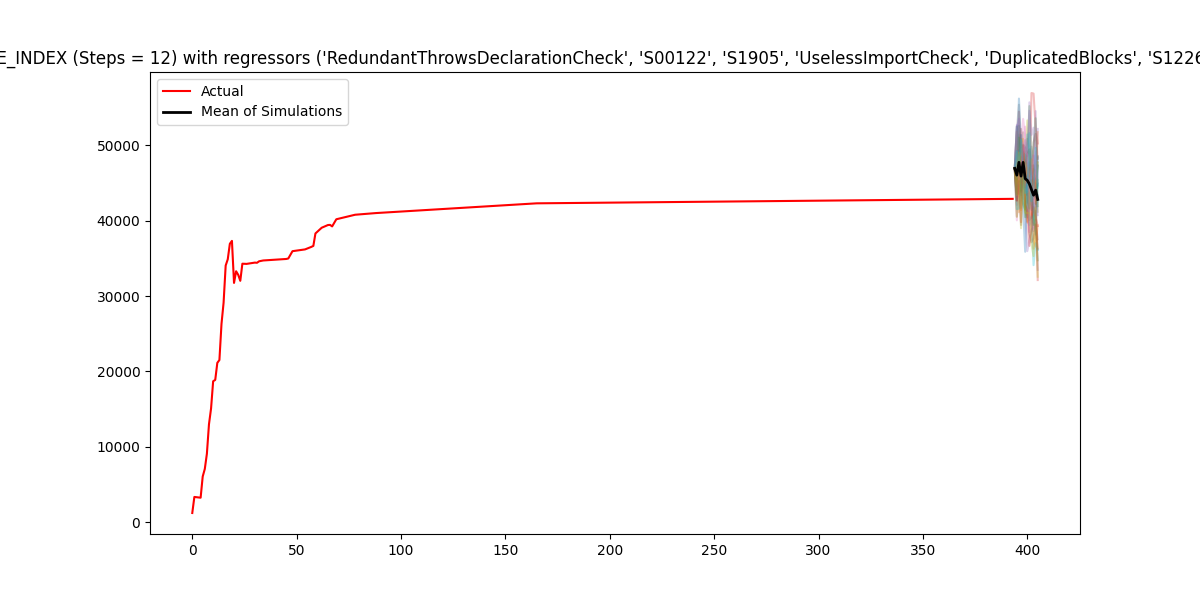 E_INDEX (Steps = 12) with regressors ('RedundantThrowsDeclarationCheck', 'S00122', 'S1905', 'UselessImportCheck', 'DuplicatedBlocks', 'S1226
Actual
Mean of Simulations
50000
40000
30000
20000
10000
0
0 50 100 150 200 250 300 350 400